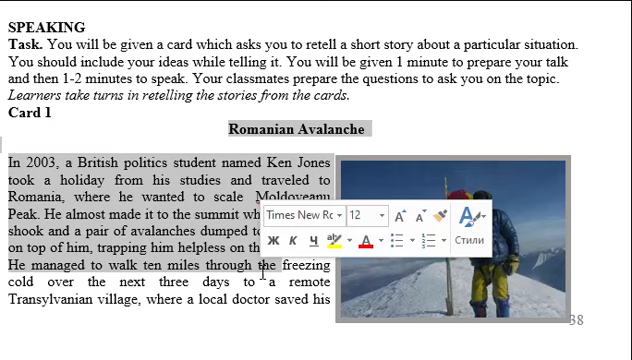 SPEAKING
Task. You will be given a card which asks you to retell a short story about a particular situation.
You should include your ideas while telling it. You will be given 1 minute to prepare your talk
and then 1-2 minutes to speak. Your classmates prepare the questions to ask you on the topic.
Learners take turns in retelling the stories from the cards.
Card 1
Romanian Avalanche
In 2003, a British politics student named Ken Jones
took a holiday from his studies and traveled to
Romania, where he wanted to scale Moldoveanu
Peak. He almost made it to the summit wh
shook and a pair of avalanches dumped t
on top of him, trapping him helpless on th
He managed to walk ten miles through the freezing
cold over the next three days to a remote
Transylvanian village, where a local doctor saved his
Times New Rc 12
Ж К Ч ab A Стили
38